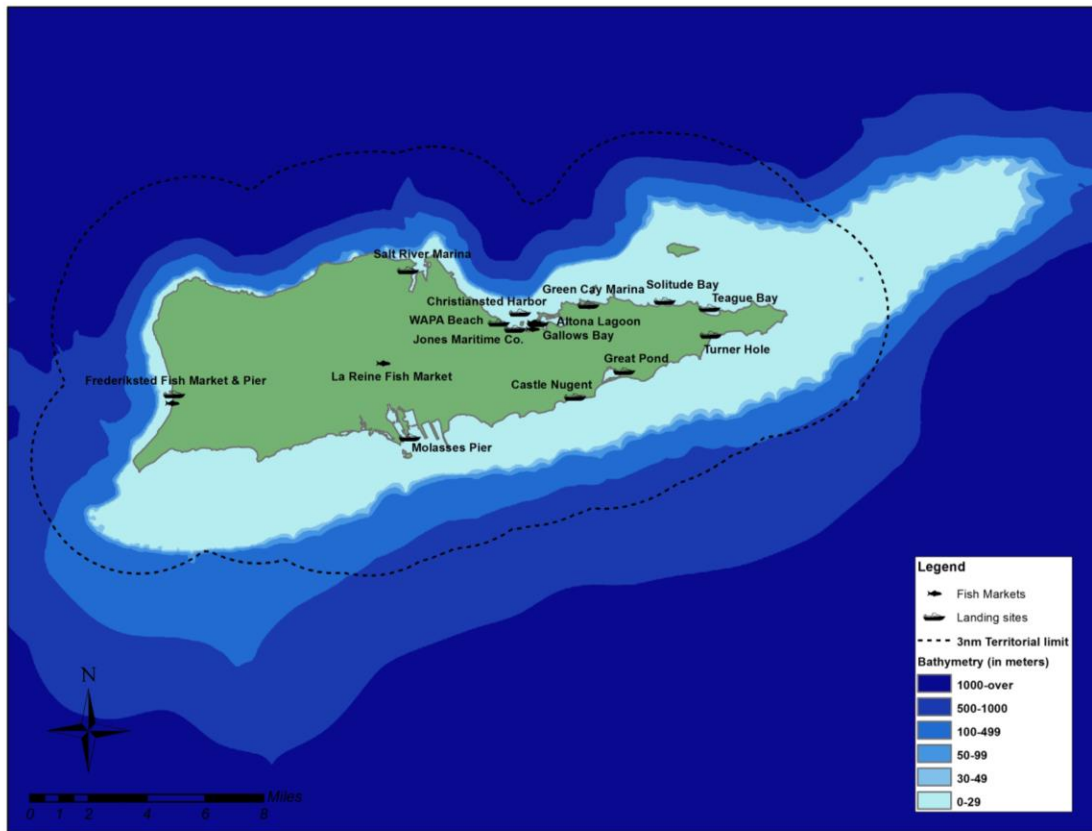 Salt River Marina
Green Cay Marina
Solitude Bay
Teague Bay
Christiansted Harbor
WAPA Beach
Altona Lagoon
Jones Maritime Co.
Gallows Bay
Turner Hole
Great Pond
La Reine Fish Market
Frederiksted Fish Market & Pier
Castle Nugent
Molasses Pier
Legend
Fish Markets
Landing sites
3nm Territorial limit
Bathymetry (in meters)
1000-over
500-1000
100-499
50-99
30-49
0-29
N
Miles
0 1 2 4 6 8